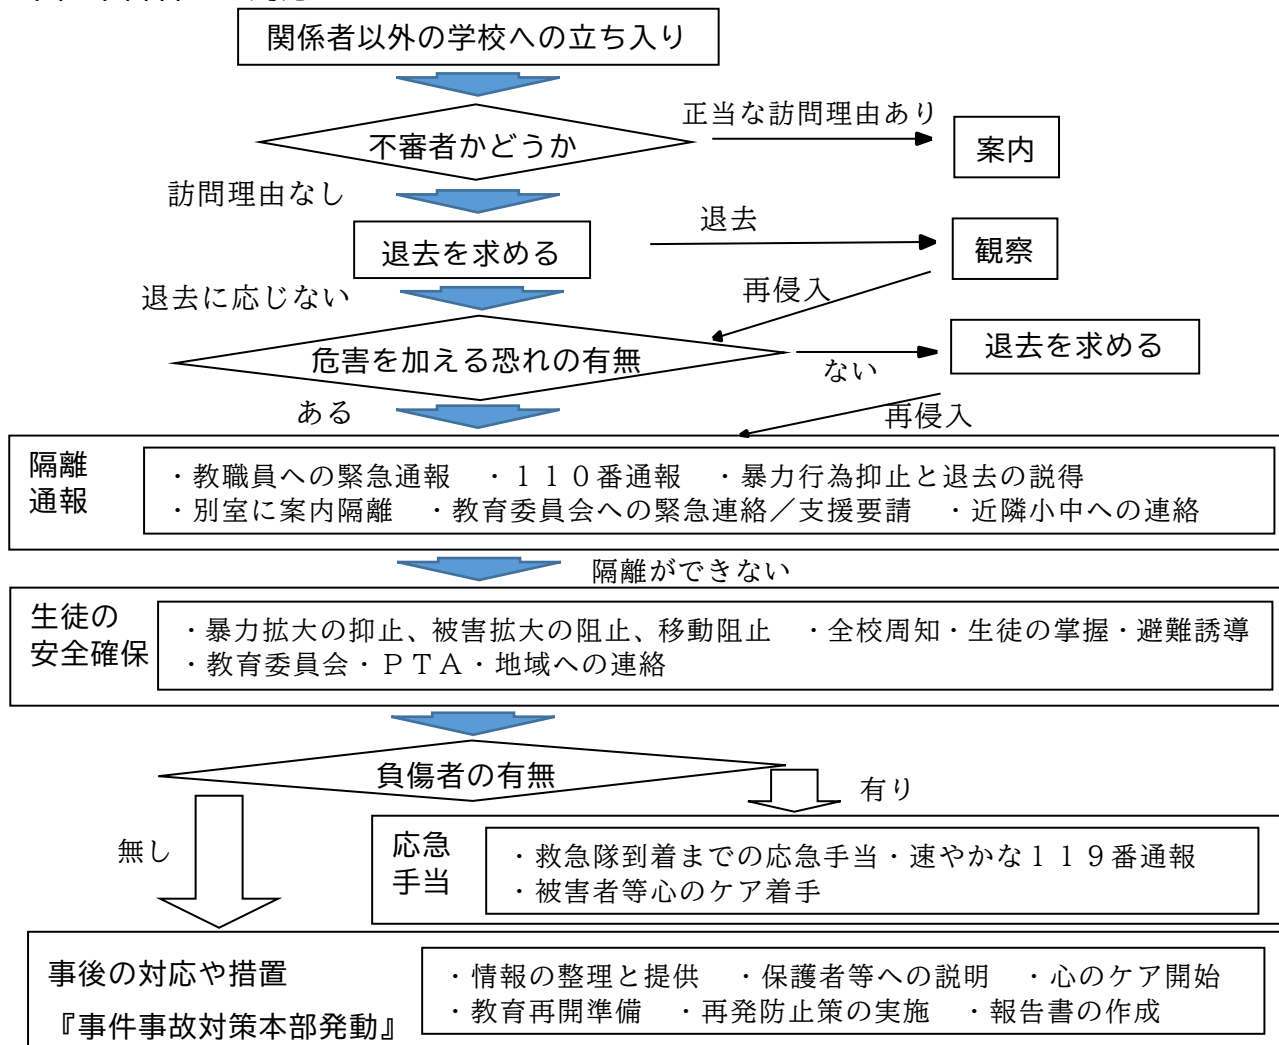 関係者以外の学校への立ち入り
不審者かどうか
正当な訪問理由あり
案内
訪問理由なし
退去を求める
退去
観察
退去に応じない
再侵入
危害を加える恐れの有無
ない
退去を求める
ある
再侵入
隔離
通報
・教職員への緊急通報　・１１０番通報　・暴力行為抑止と退去の説得
・別室に案内隔離　・教育委員会への緊急連絡／支援要請　・近隣小中への連絡
隔離ができない
生徒の
安全確保
・暴力拡大の抑止、被害拡大の阻止、移動阻止　・全校周知・生徒の掌握・避難誘導
・教育委員会・ＰＴＡ・地域への連絡
負傷者の有無
有り
無し
応急
手当
・救急隊到着までの応急手当・速やかな１１９番通報
・被害者等心のケア着手
事後の対応や措置
『事件事故対策本部発動』
・情報の整理と提供　・保護者等への説明　・心のケア開始
・教育再開準備　・再発防止策の実施　・報告書の作成